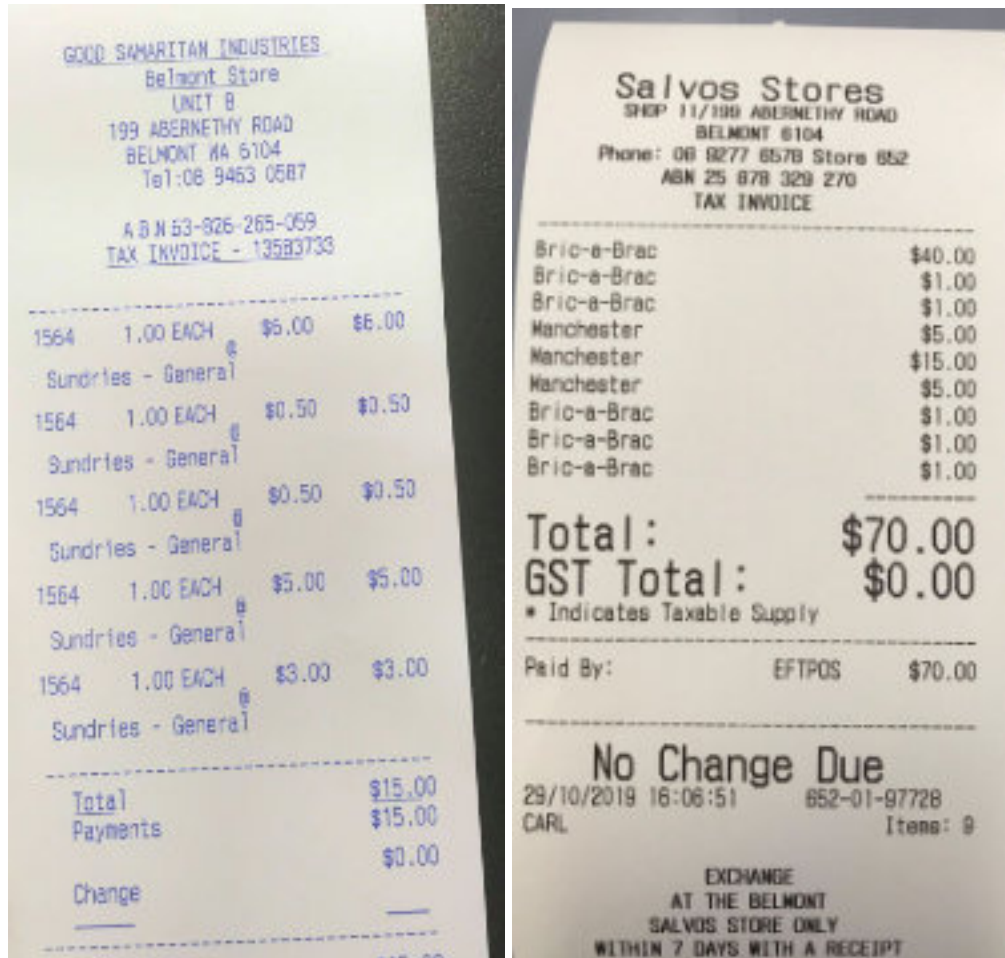 GOOD SAMARITAN INDUSTRIES
Belmont Store
UNIT B
199 ABERNETHY ROAD
BELMONT WA 6104
Tel:08 9463 0587
A B N 53-826-265-059
TAX INVOICE - 13583733
1564 1.00 EACH @ $6.00 $6.00
Sundries - General
1564 1.00 EACH @ $0.50 $0.50
Sundries - General
1564 1.00 EACH @ $0.50 $0.50
Sundries - General
1564 1.00 EACH @ $5.00 $5.00
Sundries - General
1564 1.00 EACH @ $3.00 $3.00
Sundries - General
Total $15.00
Payments $15.00
$0.00
Change
Salvos Stores
SHOP 11/199 ABERNETHY ROAD
BELMONT 6104
Phone: 08 9277 6578 Store 652
ABN 25 878 329 270
TAX INVOICE
Bric-a-Brac $40.00
Bric-a-Brac $1.00
Bric-a-Brac $1.00
Manchester $5.00
Manchester $15.00
Manchester $5.00
Bric-a-Brac $1.00
Bric-a-Brac $1.00
Bric-a-Brac $1.00
Total: $70.00
GST Total: $0.00
* Indicates Taxable Supply
Paid By: EFTPOS $70.00
No Change Due
29/10/2019 16:06:51 652-01-97728
CARL Items: 9
EXCHANGE
AT THE BELMONT
SALVOS STORE ONLY
WITHIN 7 DAYS WITH A RECEIPT